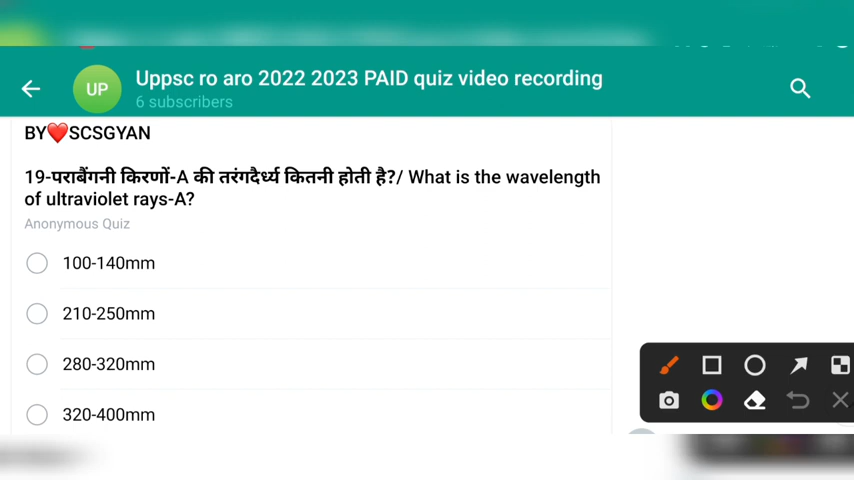 Uppsc ro aro 2022 2023 PAID quiz video recording
UP
6 subscribers
BY❤️SCSGYAN
19-पराबैंगनी किरणों-A की तरंगदैर्ध्य कितनी होती है?/ What is the wavelength
of ultraviolet rays-A?
Anonymous Quiz
100-140mm
210-250mm
280-320mm
320-400mm